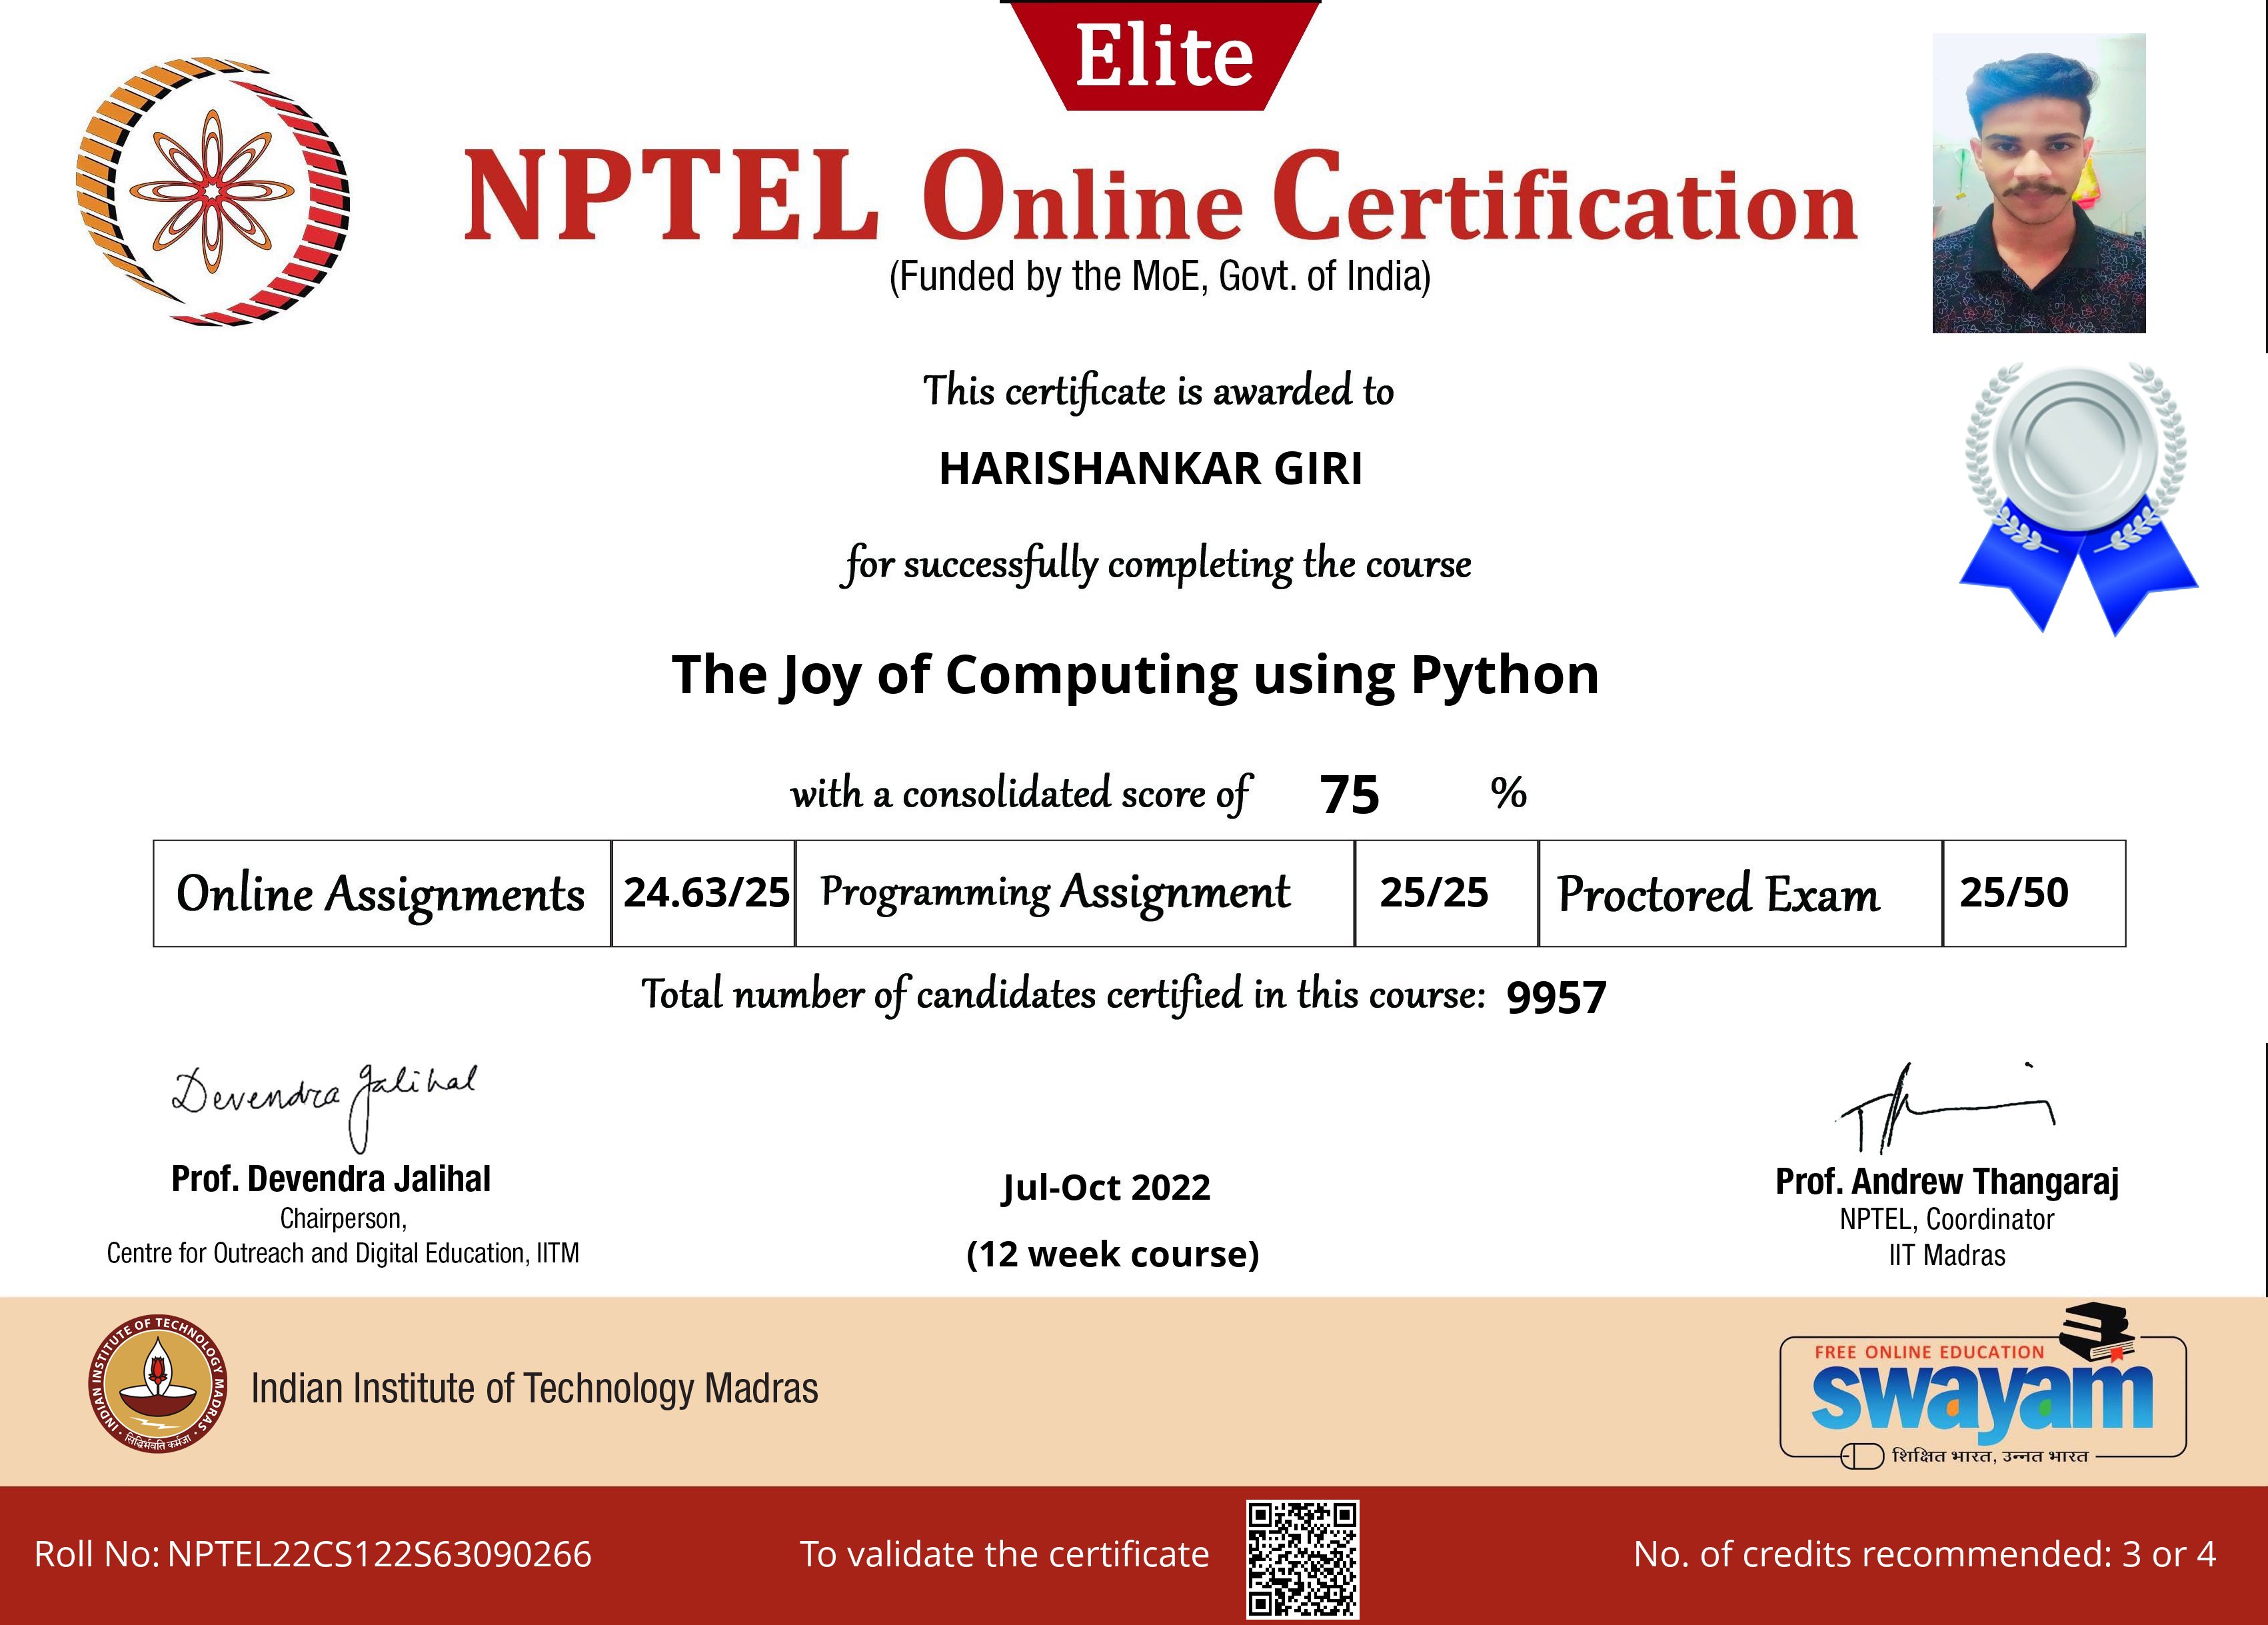 Elite
NPTEL Online Certification
(Funded by the MoE, Govt. of India)
This certificate is awarded to
HARISHANKAR GIRI
for successfully completing the course
The Joy of Computing using Python
with a consolidated score of 75 %
Online Assignments 24.63/25 Programming Assignment 25/25 Proctored Exam 25/50
Total number of candidates certified in this course: 9957
Devendra Jalihal
Prof. Devendra Jalihal
Chairperson,
Centre for Outreach and Digital Education, IITM
Jul-Oct 2022
(12 week course)
Prof. Andrew Thangaraj
NPTEL, Coordinator
IIT Madras
INDIAN INSTITUTE OF TECHNOLOGY MADRAS
सिद्धिर्भवति कर्मजा
Indian Institute of Technology Madras
FREE ONLINE EDUCATION
swayam
शिक्षित भारत, उन्नत भारत
Roll No: NPTEL22CS122S63090266
To validate the certificate
No. of credits recommended: 3 or 4